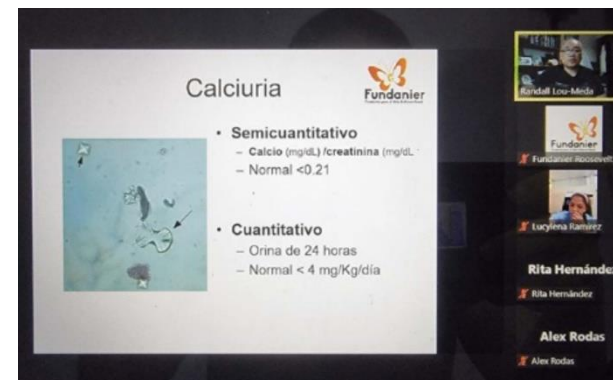 Calciuria
Fundanier
• Semicuantitativo
– Calcio (mg/dL) /creatinina (mg/dL
– Normal <0.21
• Cuantitativo
– Orina de 24 horas
– Normal < 4 mg/Kg/día
Randall Lou-Meda
Fundanier
Fundanier Roosevelt
Lucylena Ramirez
Rita Hernánde
Rita Hernández
Alex Rodas
Alex Rodas